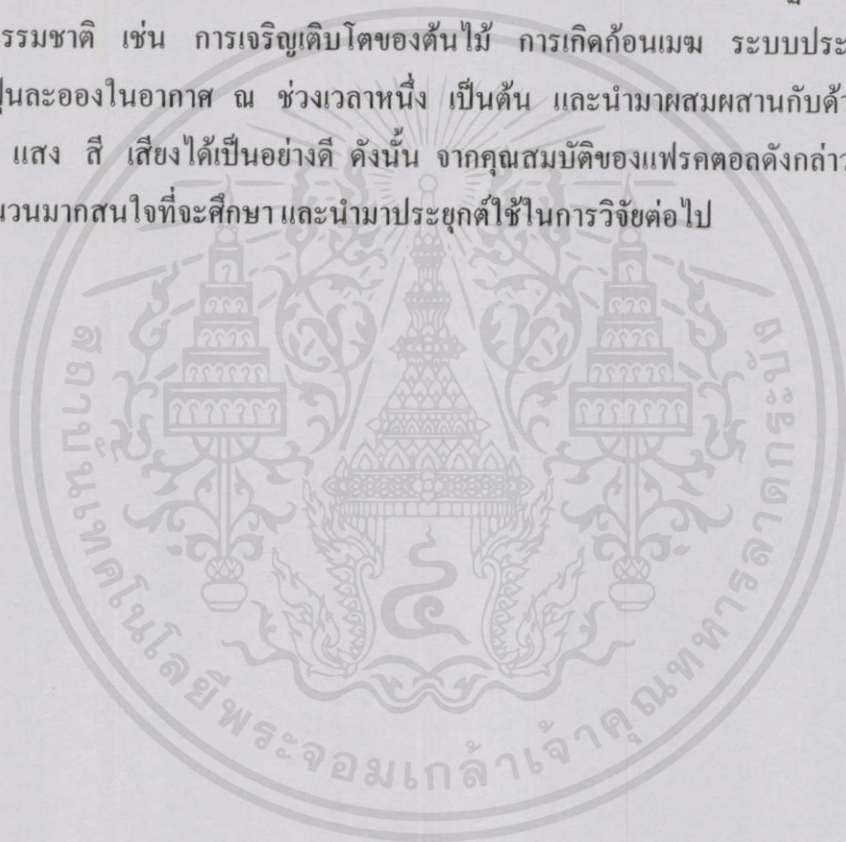 รรมชาติ เช่น การเจริญเติบโตของต้นไม้ การเกิดก้อนเมฆ ระบบประ
ฝุ่นละอองในอากาศ ณ ช่วงเวลาหนึ่ง เป็นต้น และนำมาผสมผสานกับด้า
แสง สี เสียงได้เป็นอย่างดี ดังนั้น จากคุณสมบัติของแฟรคตอลดังกล่าว
นวนมากสนใจที่จะศึกษา และนำมาประยุกต์ใช้ในการวิจัยต่อไป
สถาบันเทคโนโลยีพระจอมเกล้าเจ้าคุณทหารลาดกระบัง